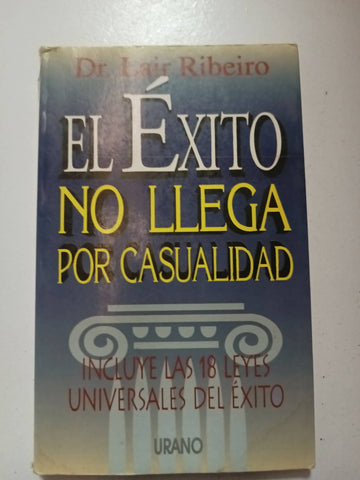 Dr. Lair Ribeiro
EL ÉXITO
NO LLEGA
POR CASUALIDAD
INCLUYE LAS 18 LEYES
UNIVERSALES DEL ÉXITO
URANO